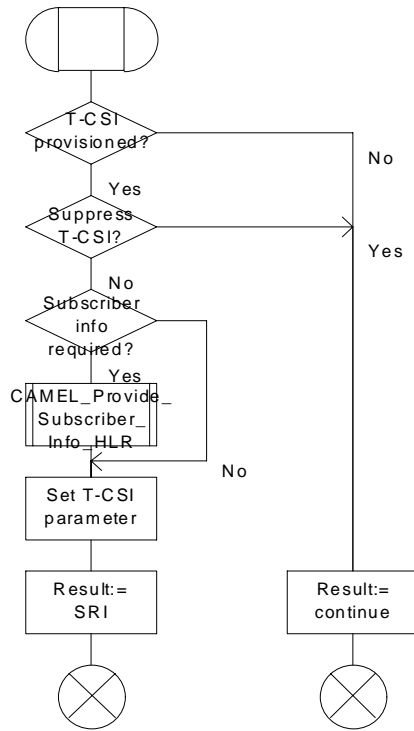 T-CSI
provisioned?
No
Yes
Suppress
T-CSI?
Yes
No
Subscriber
info
required?
Yes
CAMEL_Provide_
Subscriber_
Info_HLR
No
Set T-CSI
parameter
Result:=
SRI
Result:=
continue